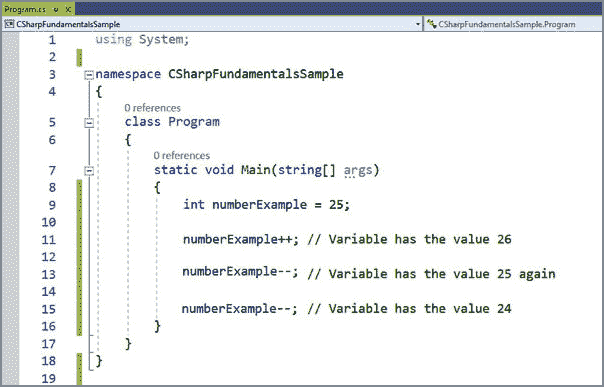 Program.cs
CSharpFundamentalsSample CSharpFundamentalsSample.Program
1 using System;
2
3 namespace CSharpFundamentalsSample
4 {
0 references
5 class Program
6 {
0 references
7 static void Main(string[] args)
8 {
9 int numberExample = 25;
10
11 numberExample++; // Variable has the value 26
12
13 numberExample--; // Variable has the value 25 again
14
15 numberExample--; // Variable has the value 24
16 }
17 }
18 }
19